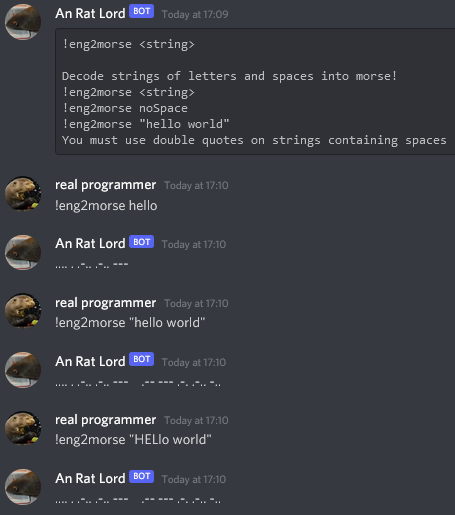 An Rat Lord BOT Today at 17:09
!eng2morse <string>
Decode strings of letters and spaces into morse!
!eng2morse <string>
!eng2morse noSpace
!eng2morse "hello world"
You must use double quotes on strings containing spaces
real programmer Today at 17:10
!eng2morse hello
An Rat Lord BOT Today at 17:10
.... . .-.. .-.. ---
real programmer Today at 17:10
!eng2morse "hello world"
An Rat Lord BOT Today at 17:10
.... . .-.. .-.. ---   .-- --- .-. .-.. -..
real programmer Today at 17:10
!eng2morse "HELlo world"
An Rat Lord BOT Today at 17:10
.... . .-.. .-.. ---   .-- --- .-. .-.. -..